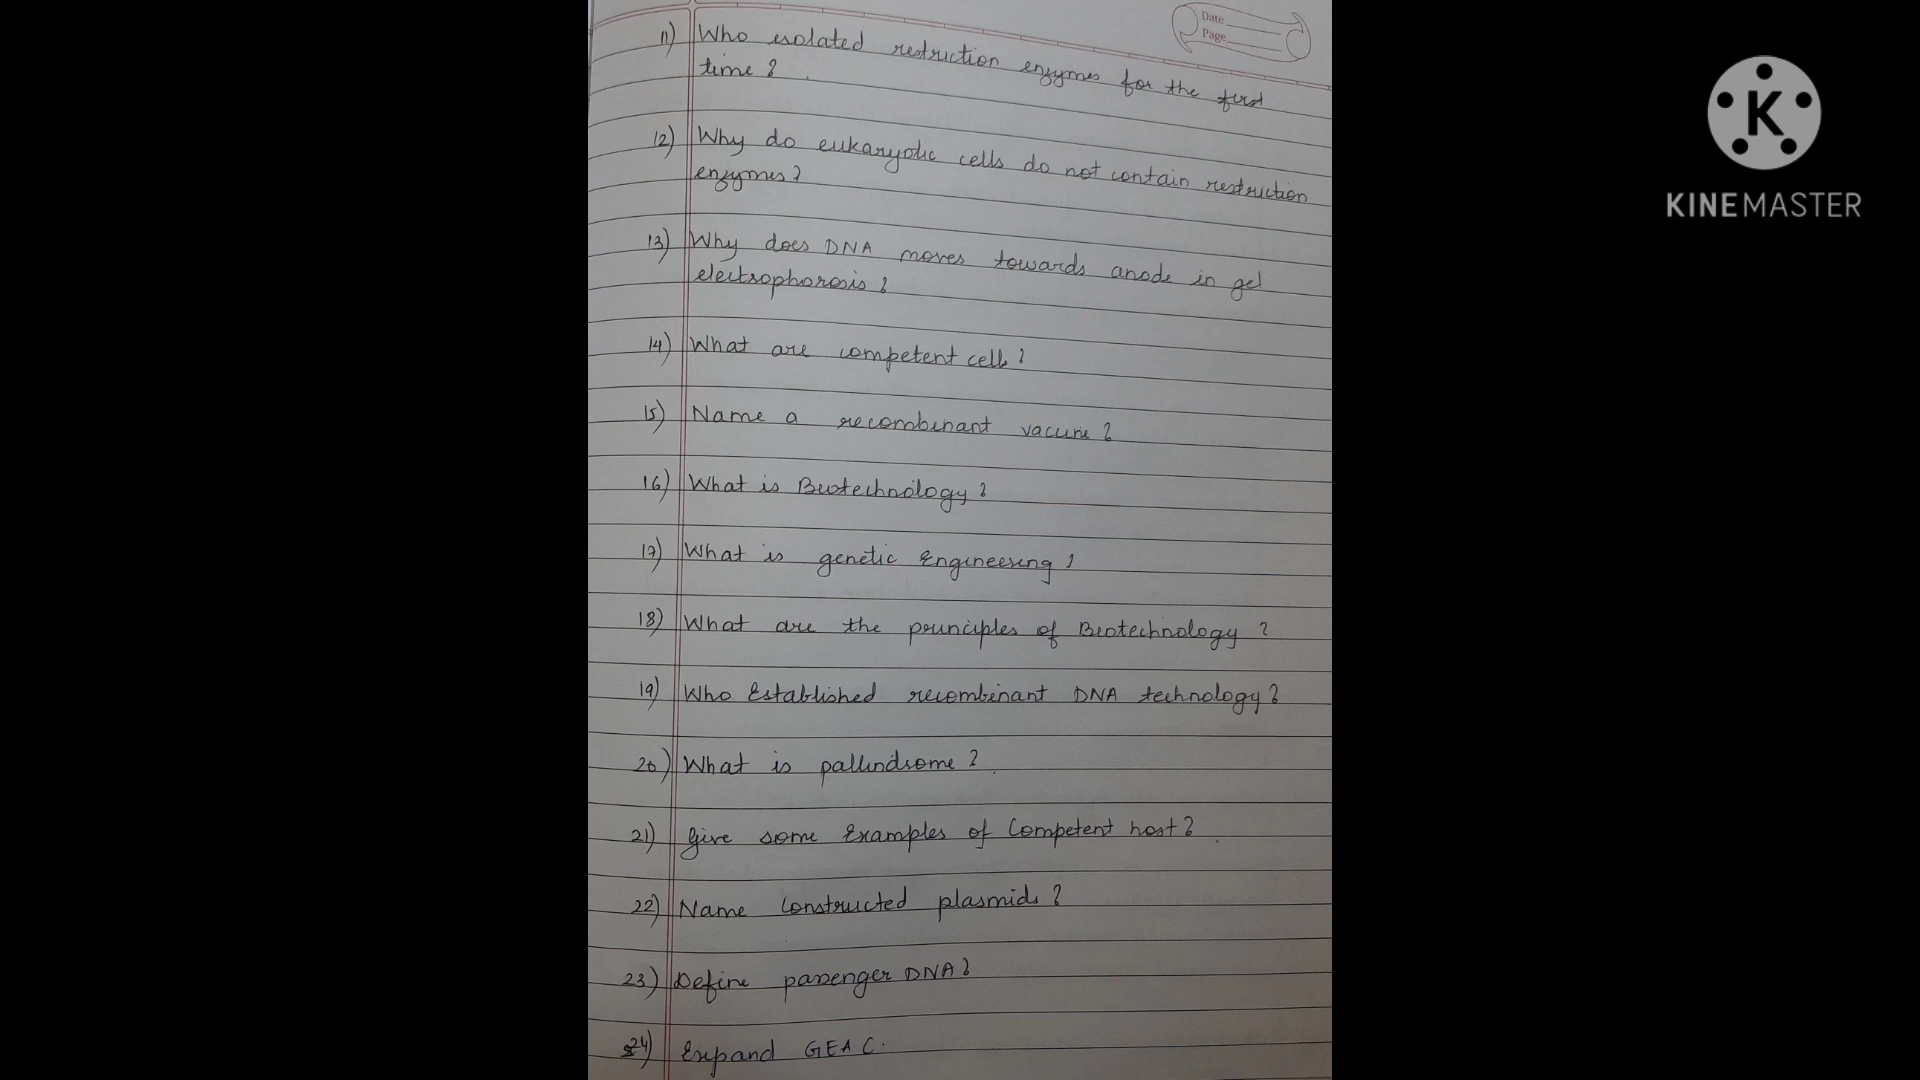 Date
Page
11) Who isolated restriction enzymes for the first
time?
12) Why do eukaryotic cells do not contain restriction
enzymes?
13) Why does DNA moves towards anode in gel
electrophoresis?
14) What are competent cells?
15) Name a recombinant vaccine?
16) What is Biotechnology?
17) What is genetic Engineering?
18) What are the principles of Biotechnology?
19) Who Established recombinant DNA technology?
20) What is pallindrome?
21) Give some Examples of Competent host?
22) Name Constructed plasmids?
23) Define passenger DNA?
24) Expand GEAC.
K
KINEMASTER